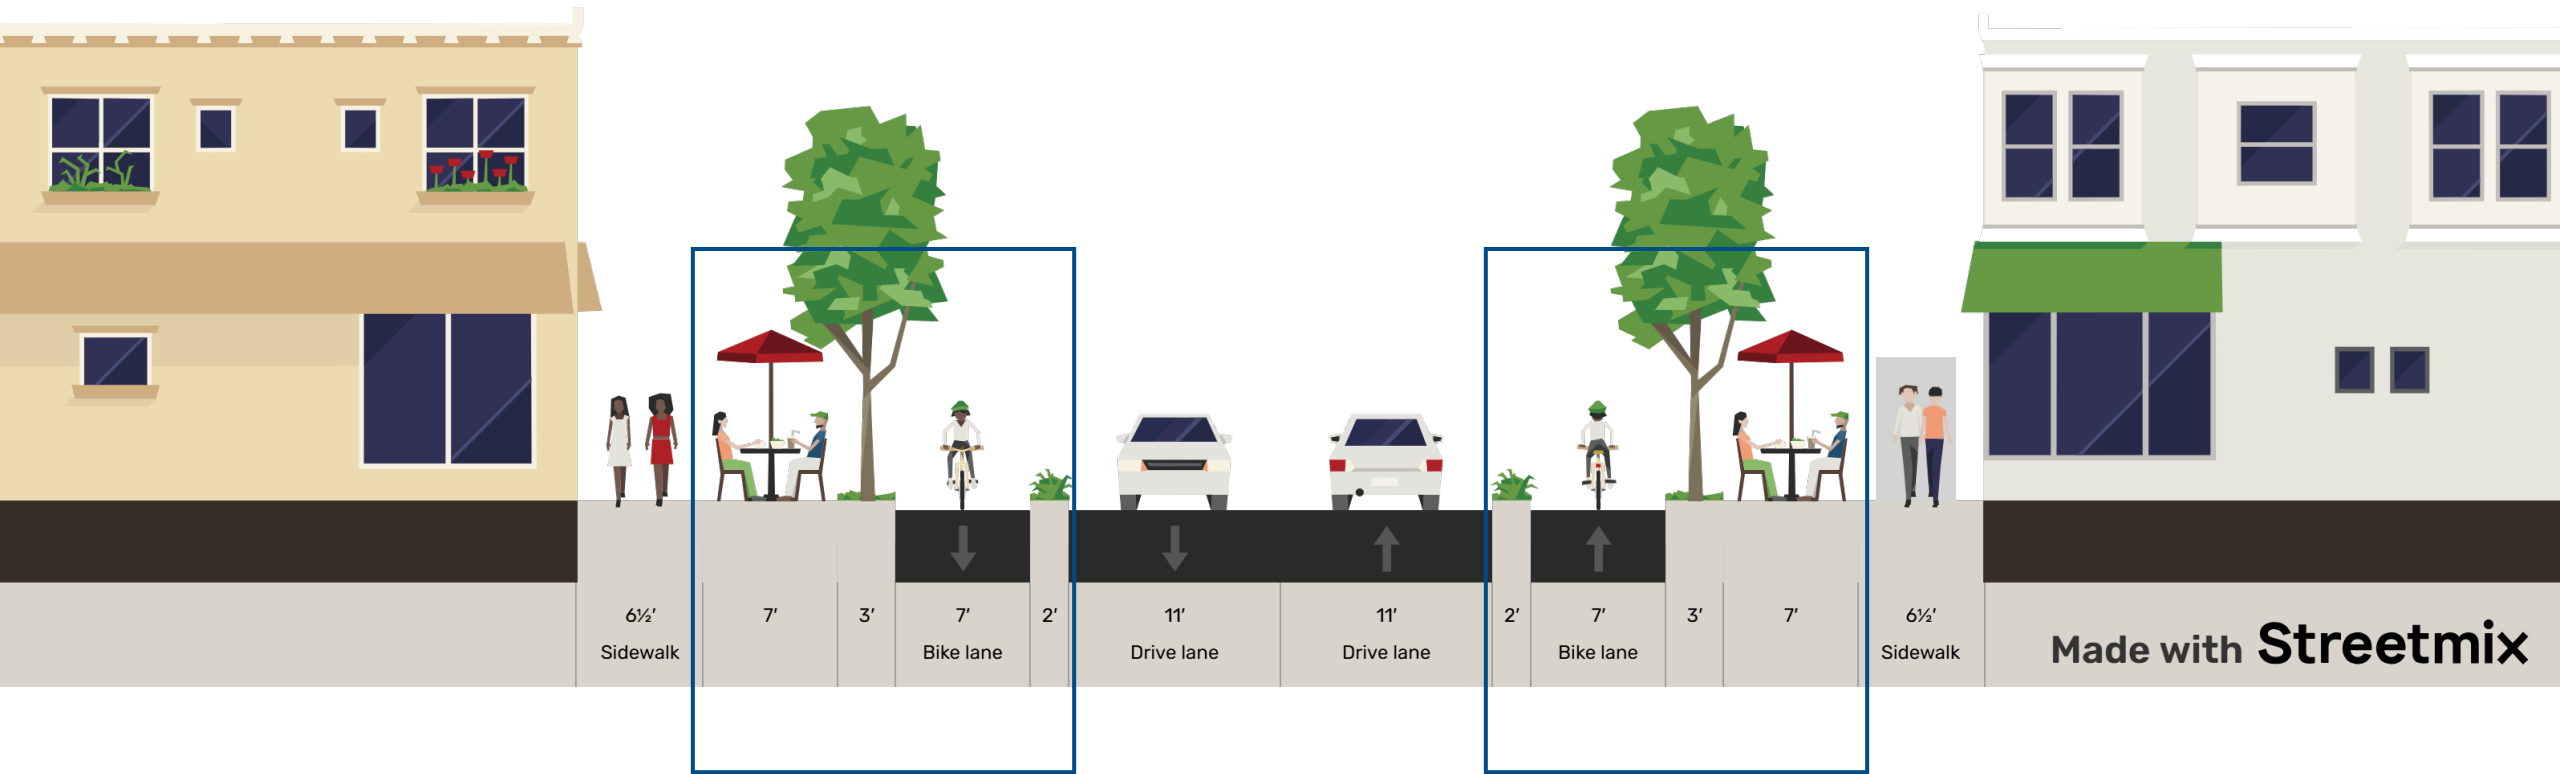 6½′
7′
3′
7′
2′
11′
11′
2′
7′
3′
7′
6½′
Sidewalk
Bike lane
Drive lane
Drive lane
Bike lane
Sidewalk
Made with Streetmix